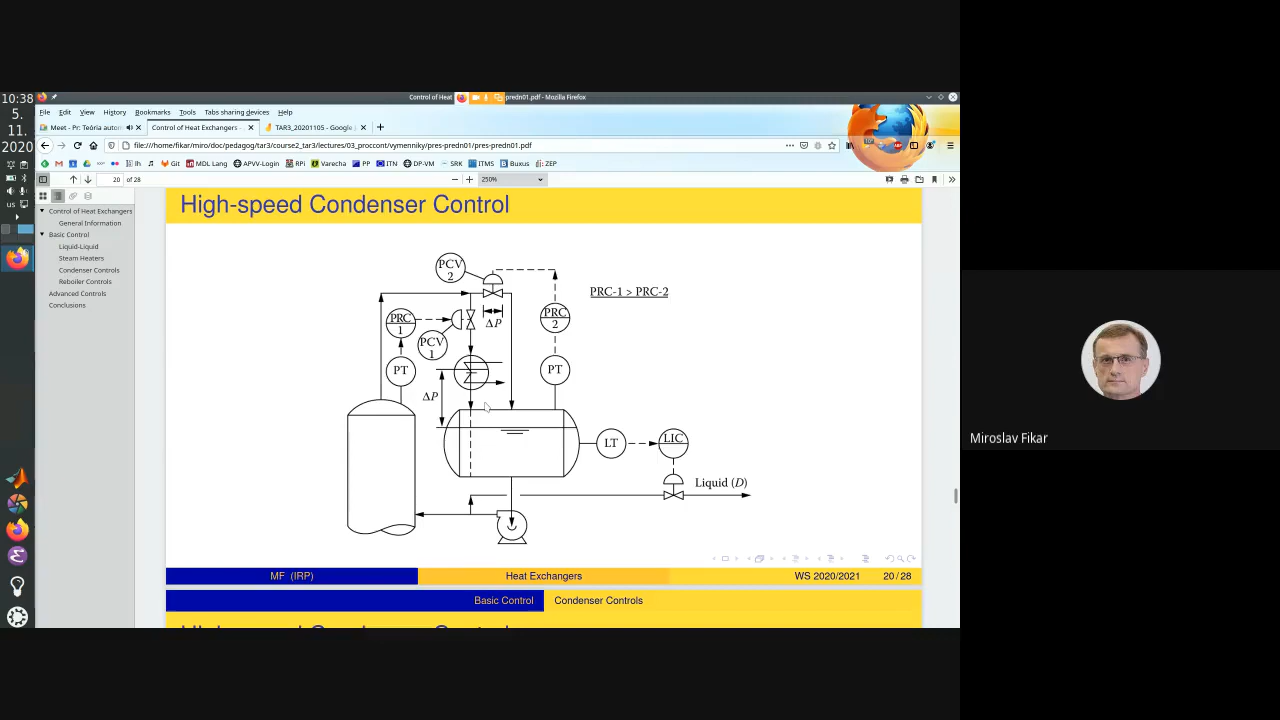 10:38
5.
11.
2020
us
Control of Heat
predn01.pdf - Mozilla Firefox
File Edit View History Bookmarks Tools Tabs sharing devices Help
Meet - Pr: Teória autom
Control of Heat Exchangers
TAR3_20201105 - Google
file:///home/fikar/miro/doc/pedagog/tar3/course2_tar3/lectures/03_proccont/vymenniky/pres-predn01/pres-predn01.pdf
lh
Git MDL Lang APVV-Login RPi Varecha PP ITN DP-VM SRK ITMS Buxus ZEP
20 of 28
250%
Control of Heat Exchangers
General Information
Basic Control
Liquid-Liquid
Steam Heaters
Condenser Controls
Reboiler Controls
Advanced Controls
Conclusions
High-speed Condenser Control
PCV
2
PRC-1 > PRC-2
PRC
1
PCV
1
ΔP
PRC
2
PT
PT
ΔP
LT
LIC
Liquid (D)
MF (IRP)
Heat Exchangers
WS 2020/2021
20 / 28
Basic Control
Condenser Controls
Miroslav Fikar